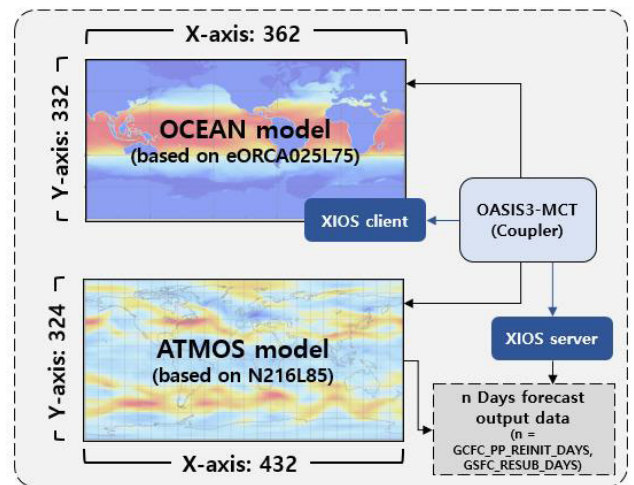 X-axis: 362
Y-axis: 332
OCEAN model
(based on eORCA025L75)
XIOS client
OASIS3-MCT
(Coupler)
Y-axis: 324
ATMOS model
(based on N216L85)
X-axis: 432
XIOS server
n Days forecast
output data
(n =
GCFC_PP_REINIT_DAYS,
GSFC_RESUB_DAYS)